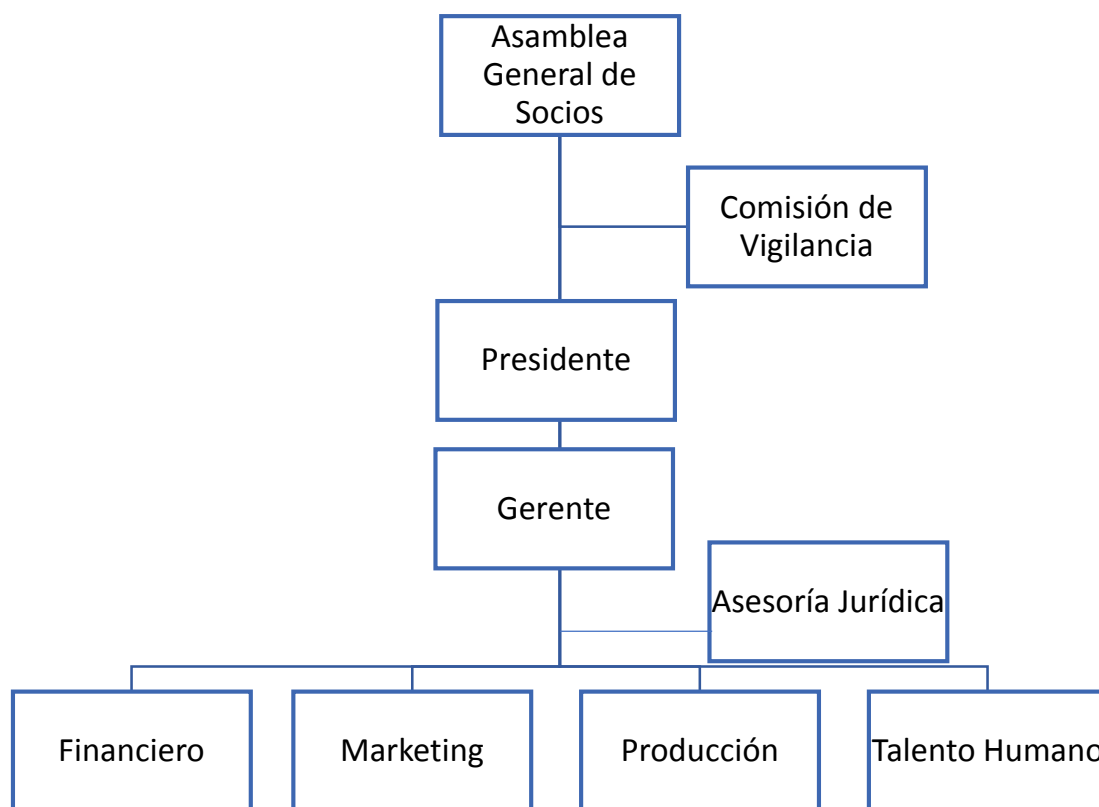 Asamblea
General de
Socios
Comisión de
Vigilancia
Presidente
Gerente
Asesoría Jurídica
Financiero
Marketing
Producción
Talento Humano